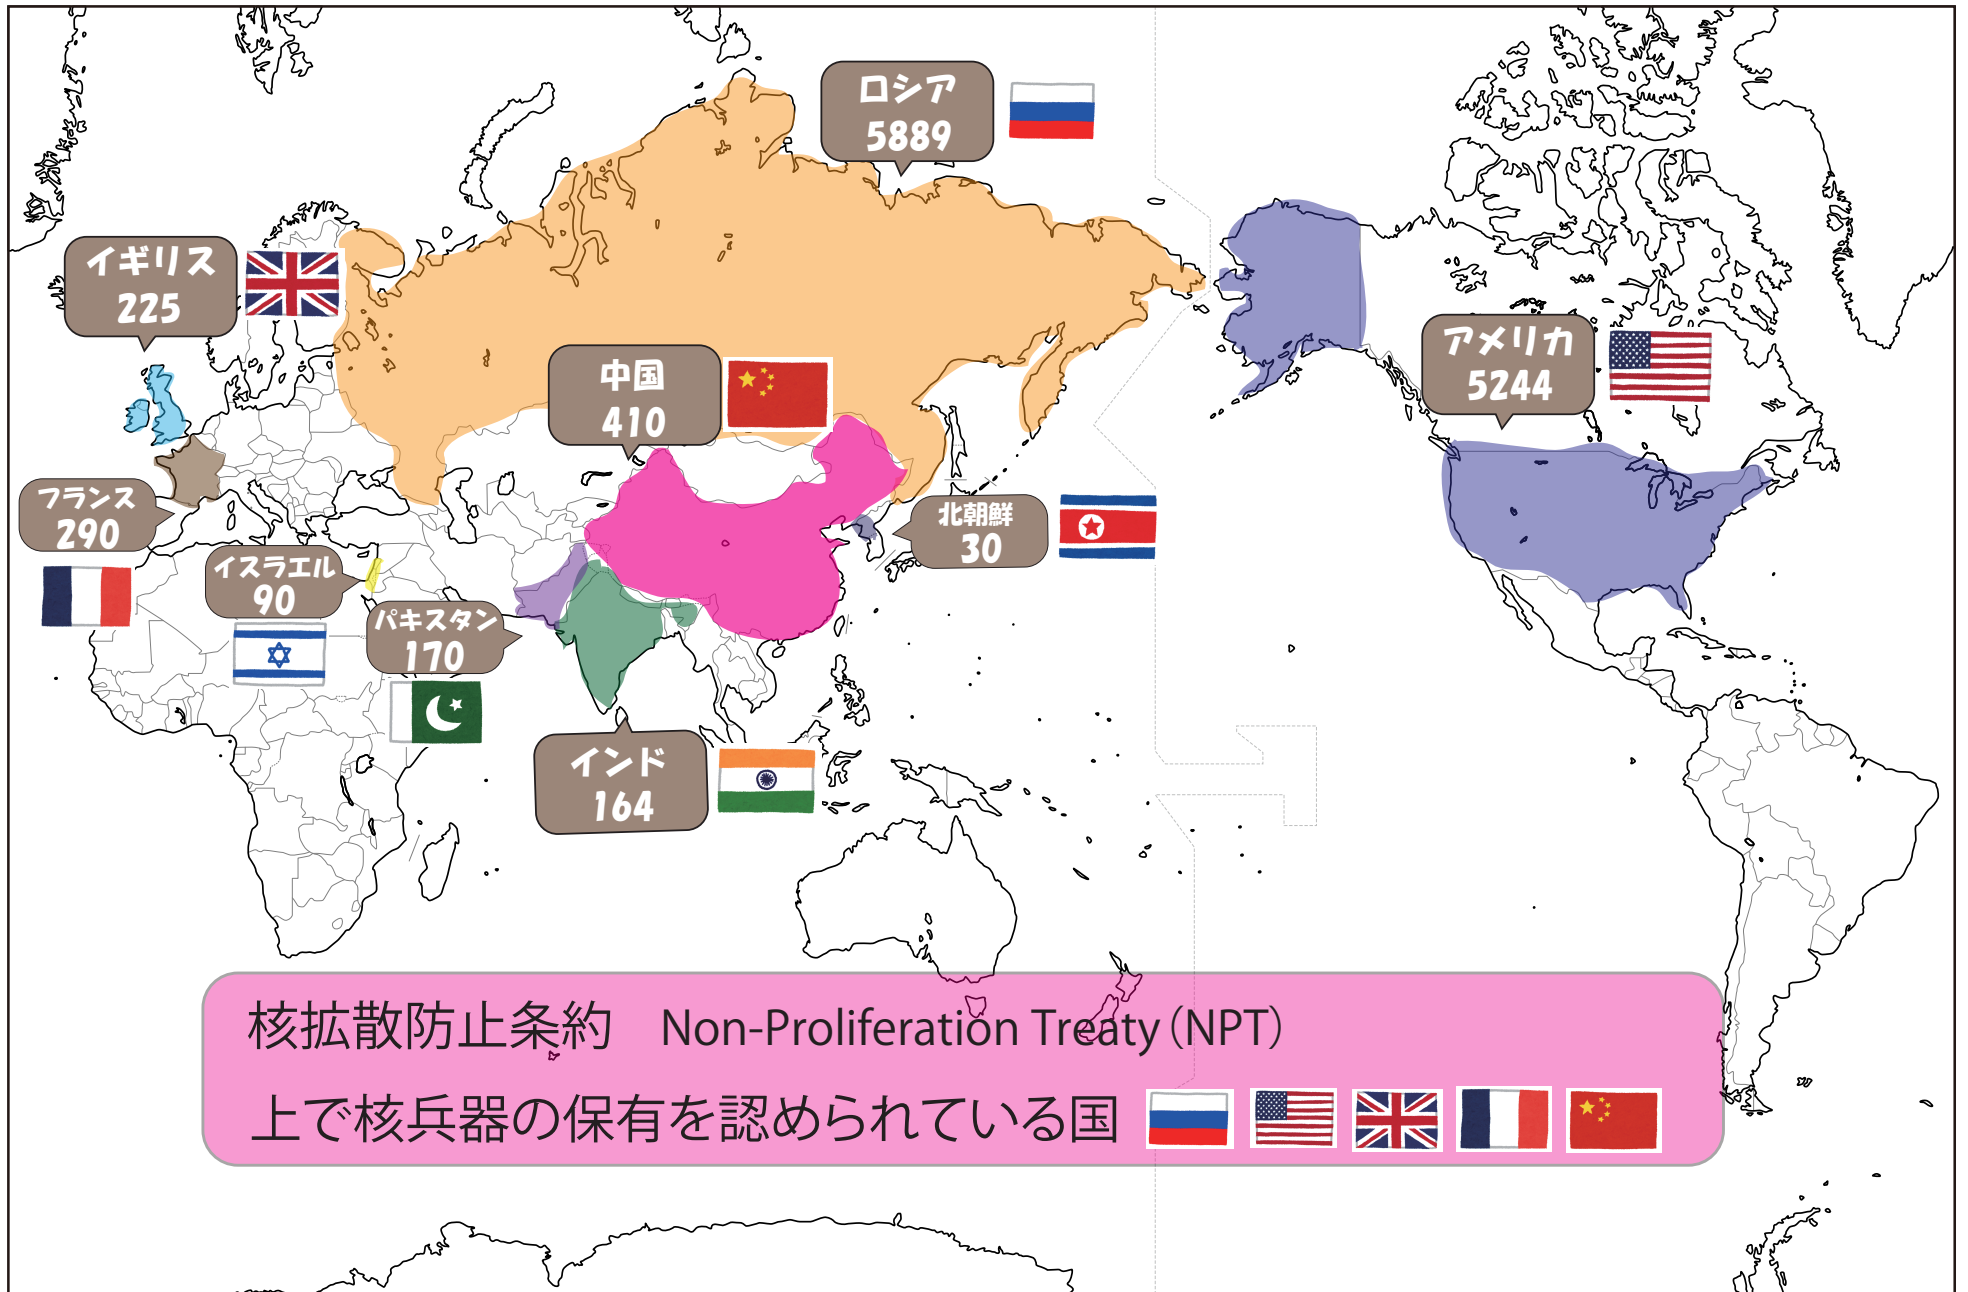 ロシア
5889
イギリス
225
アメリカ
5244
中国
410
フランス
290
北朝鮮
30
イスラエル
90
パキスタン
170
インド
164
核拡散防止条約　Non-Proliferation Treaty（NPT）
上で核兵器の保有を認められている国